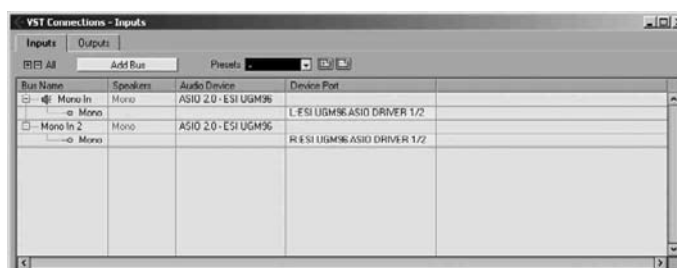 VST Connections - Inputs
Inputs Outputs
All Add Bus Presets -
Bus Name Speakers Audio Device Device Port
Mono In Mono ASIO 2.0 - ESI UGM96
Mono L:ESI UGM96 ASIO DRIVER 1/2
Mono In 2 Mono ASIO 2.0 - ESI UGM96
Mono R:ESI UGM96 ASIO DRIVER 1/2